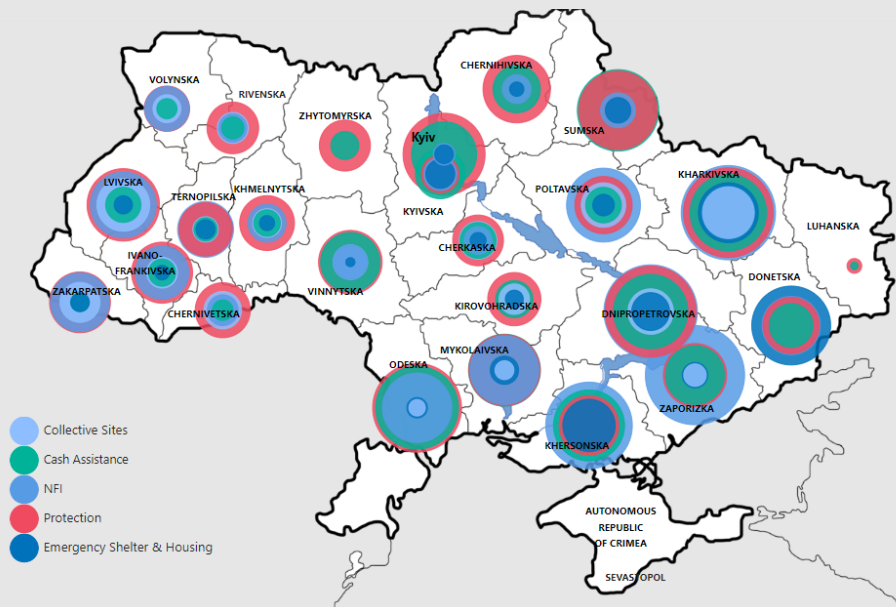 CHERNIHIVSKA
VOLYNSKA
RIVENSKA
ZHYTOMYRSKA
SUMSKA
Kyiv
LVIVSKA
TERNOPILSKA
KHMELNYTSKA
POLTAVSKA
KHARKIVSKA
KYIVSKA
LUHANSKA
CHERKASKA
IVANO-
FRANKIVSKA
DONETSKA
ZAKARPATSKA
VINNYTSKA
KIROVOHRADSKA
CHERNIVETSKA
DNIPROPETROVSKA
MYKOLAIVSKA
ODESKA
ZAPORIZKA
KHERSONSKA
Collective Sites
Cash Assistance
NFI
Protection
Emergency Shelter & Housing
AUTONOMOUS
REPUBLIC
OF CRIMEA
SEVASTOPOL